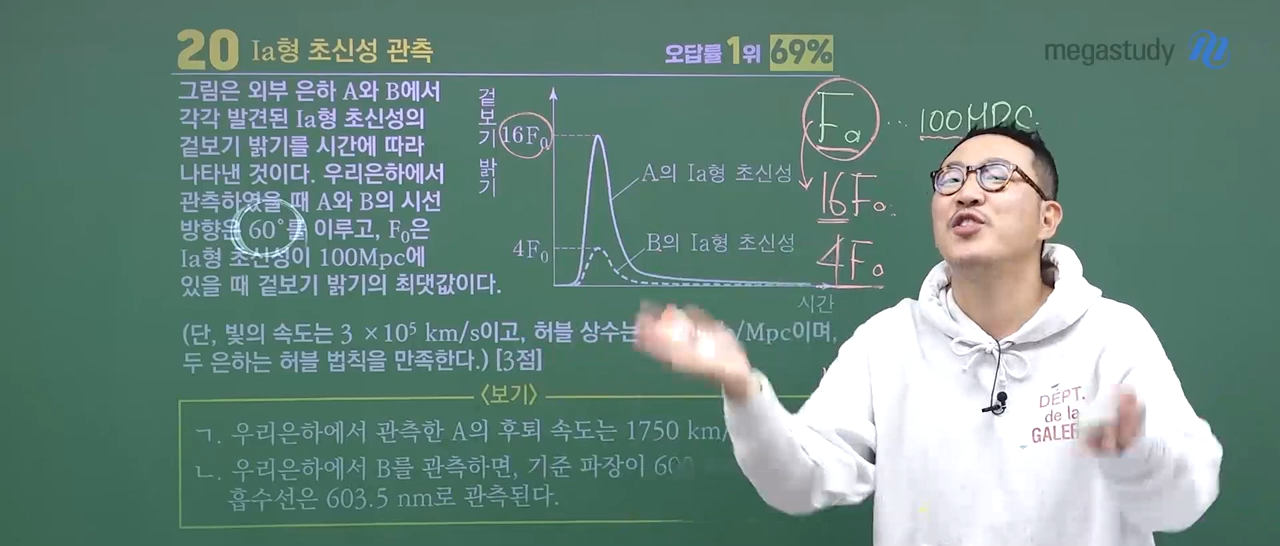 20 Ia형 초신성 관측
오답률 1위 69%
megastudy
그림은 외부 은하 A와 B에서
각각 발견된 Ia형 초신성의
겉보기 밝기를 시간에 따라
나타낸 것이다. 우리은하에서
관측하였을 때 A와 B의 시선
방향은 60°를 이루고, F₀은
Ia형 초신성이 100Mpc에
있을 때 겉보기 밝기의 최댓값이다.
겉보기 밝기
16F₀
A의 Ia형 초신성
4F₀
B의 Ia형 초신성
시간
F₀ ··· 100MPC
16F₀
4F₀
(단, 빛의 속도는 3 ×10⁵ km/s이고, 허블 상수는 /Mpc이며,
두 은하는 허블 법칙을 만족한다.) [3점]
〈보기〉
ㄱ. 우리은하에서 관측한 A의 후퇴 속도는 1750 km/
ㄴ. 우리은하에서 B를 관측하면, 기준 파장이
흡수선은 603.5 nm로 관측된다.
DEPT.
de la